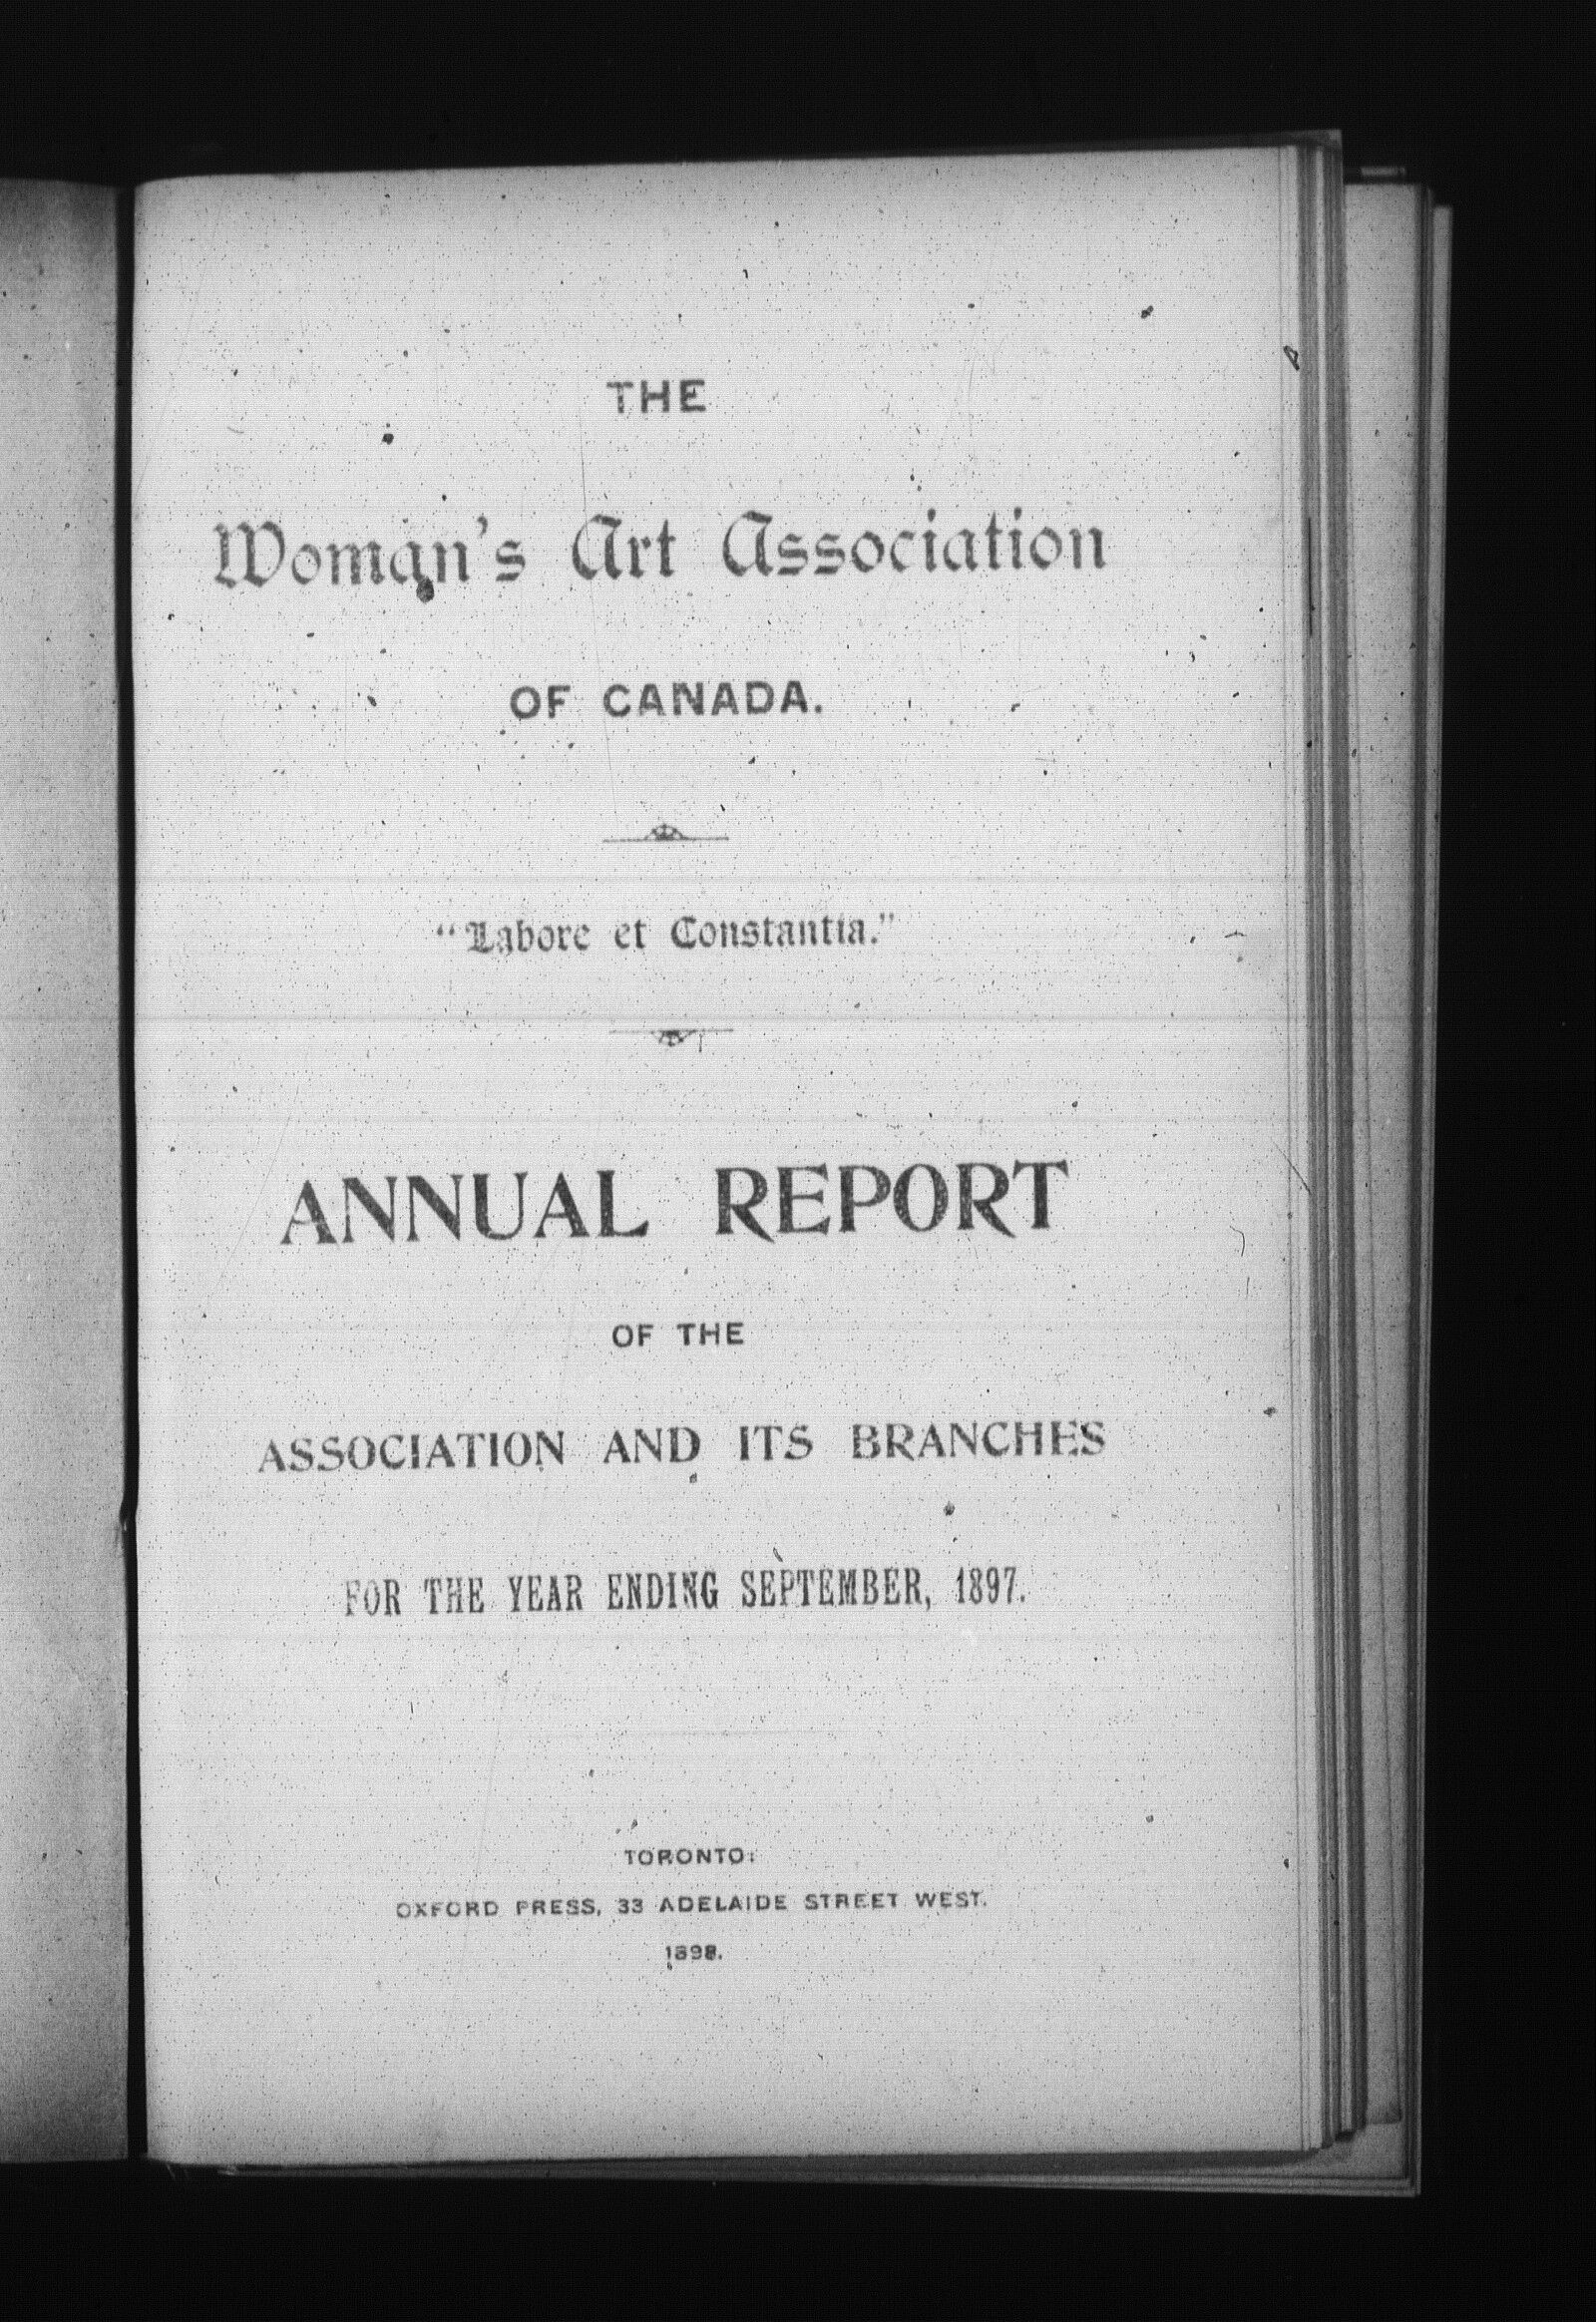 THE
Woman's Art Association
OF CANADA.
"Labore et Constantia."
ANNUAL REPORT
OF THE
ASSOCIATION AND ITS BRANCHES
FOR THE YEAR ENDING SEPTEMBER, 1897.
TORONTO:
OXFORD PRESS, 33 ADELAIDE STREET WEST.
1898.